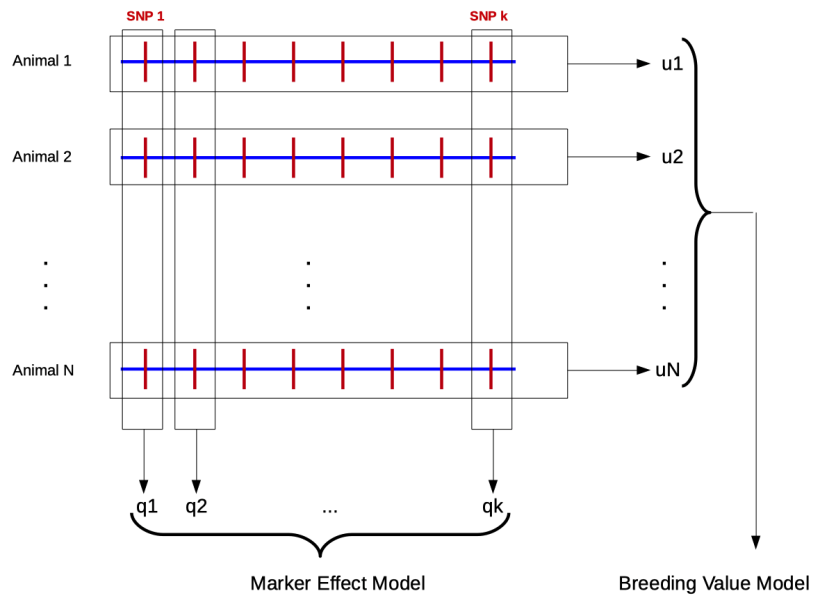 SNP 1
SNP k
Animal 1
u1
Animal 2
u2
Animal N
uN
q1
q2
...
qk
Marker Effect Model
Breeding Value Model